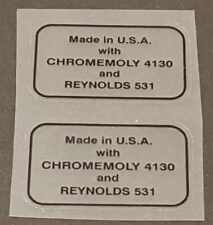 Made in U.S.A.
with
CHROMEMOLY 4130
and
REYNOLDS 531
Made in U.S.A.
with
CHROMEMOLY 4130
and
REYNOLDS 531